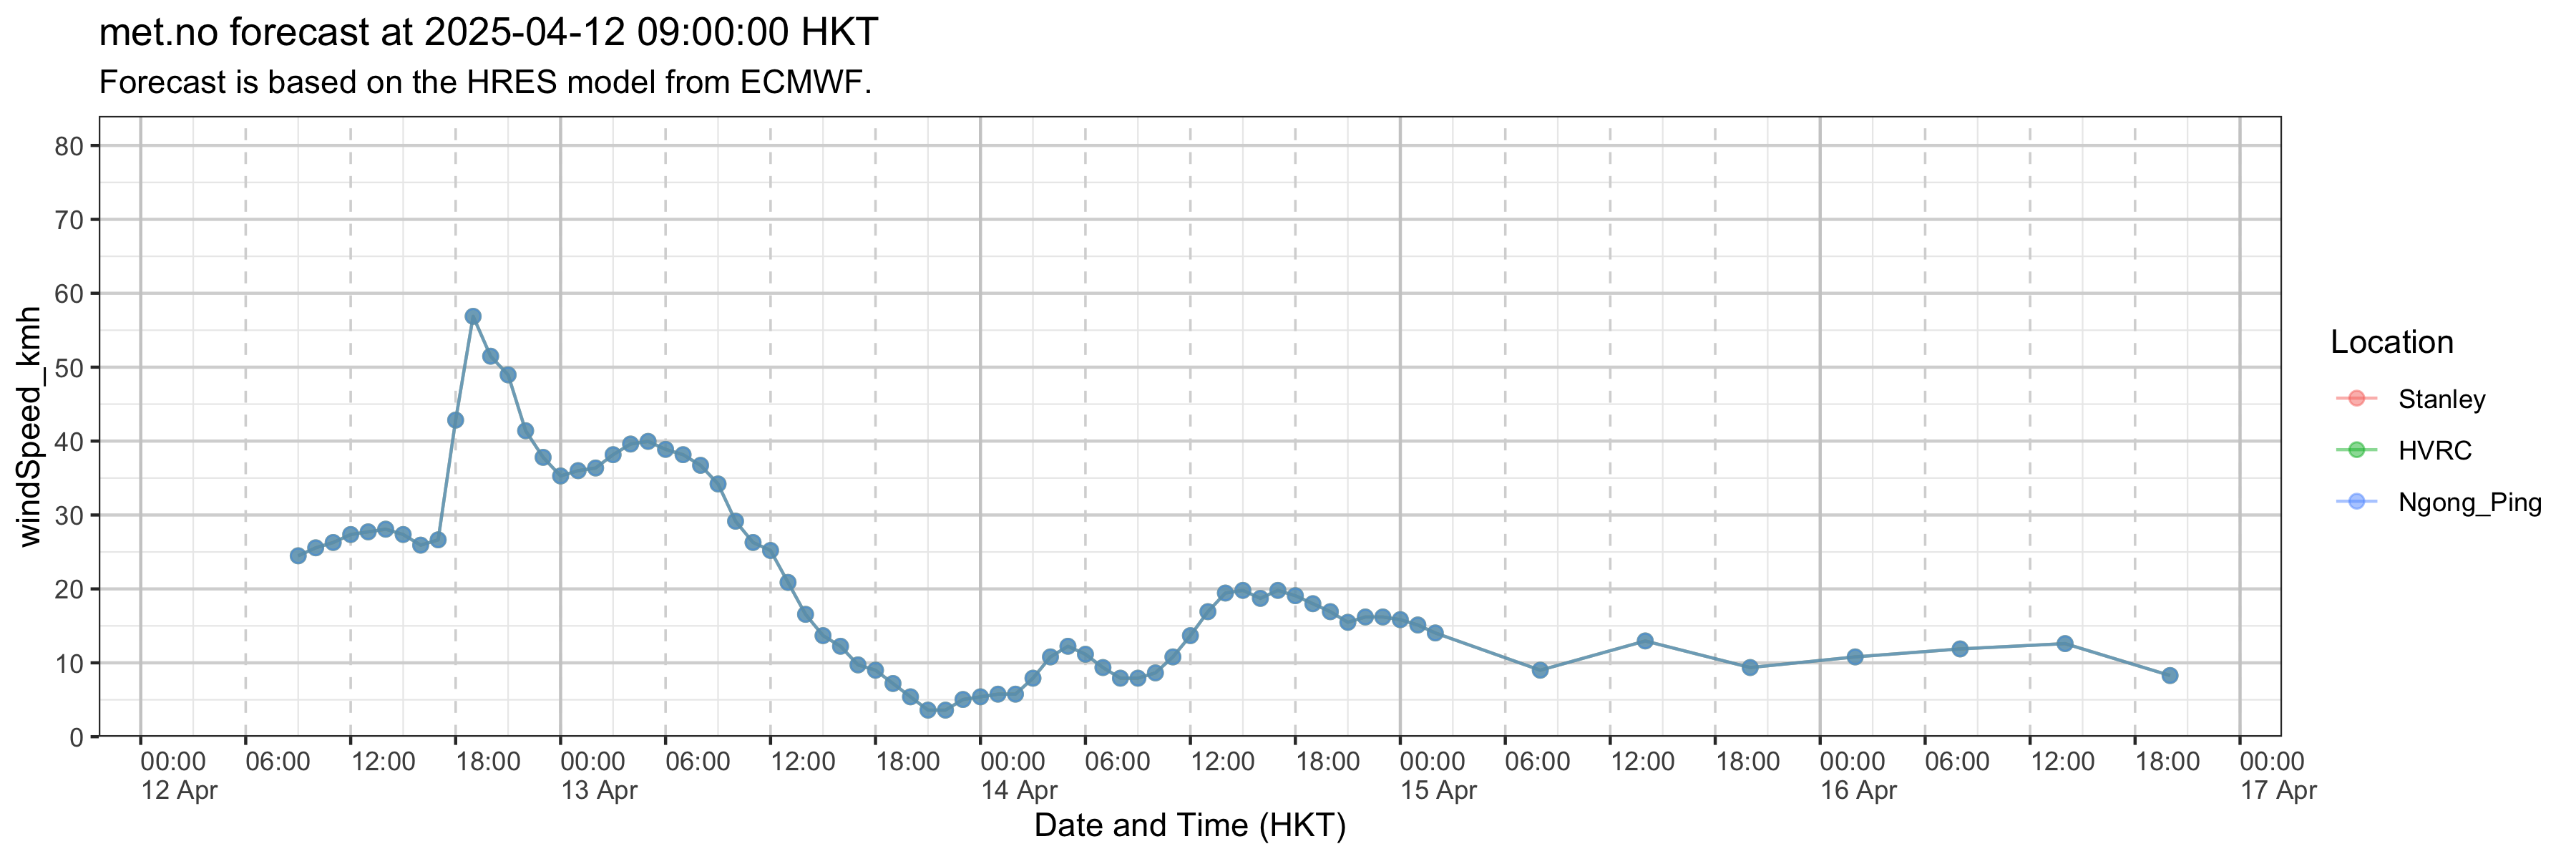 met.no forecast at 2025-04-12 09:00:00 HKT
Forecast is based on the HRES model from ECMWF.
windSpeed_kmh
80
70
60
50
40
30
20
10
0
00:00 06:00 12:00 18:00 00:00 06:00 12:00 18:00 00:00 06:00 12:00 18:00 00:00 06:00 12:00 18:00 00:00 06:00 12:00 18:00 00:00
12 Apr 13 Apr 14 Apr 15 Apr 16 Apr 17 Apr
Date and Time (HKT)
Location
Stanley
HVRC
Ngong_Ping